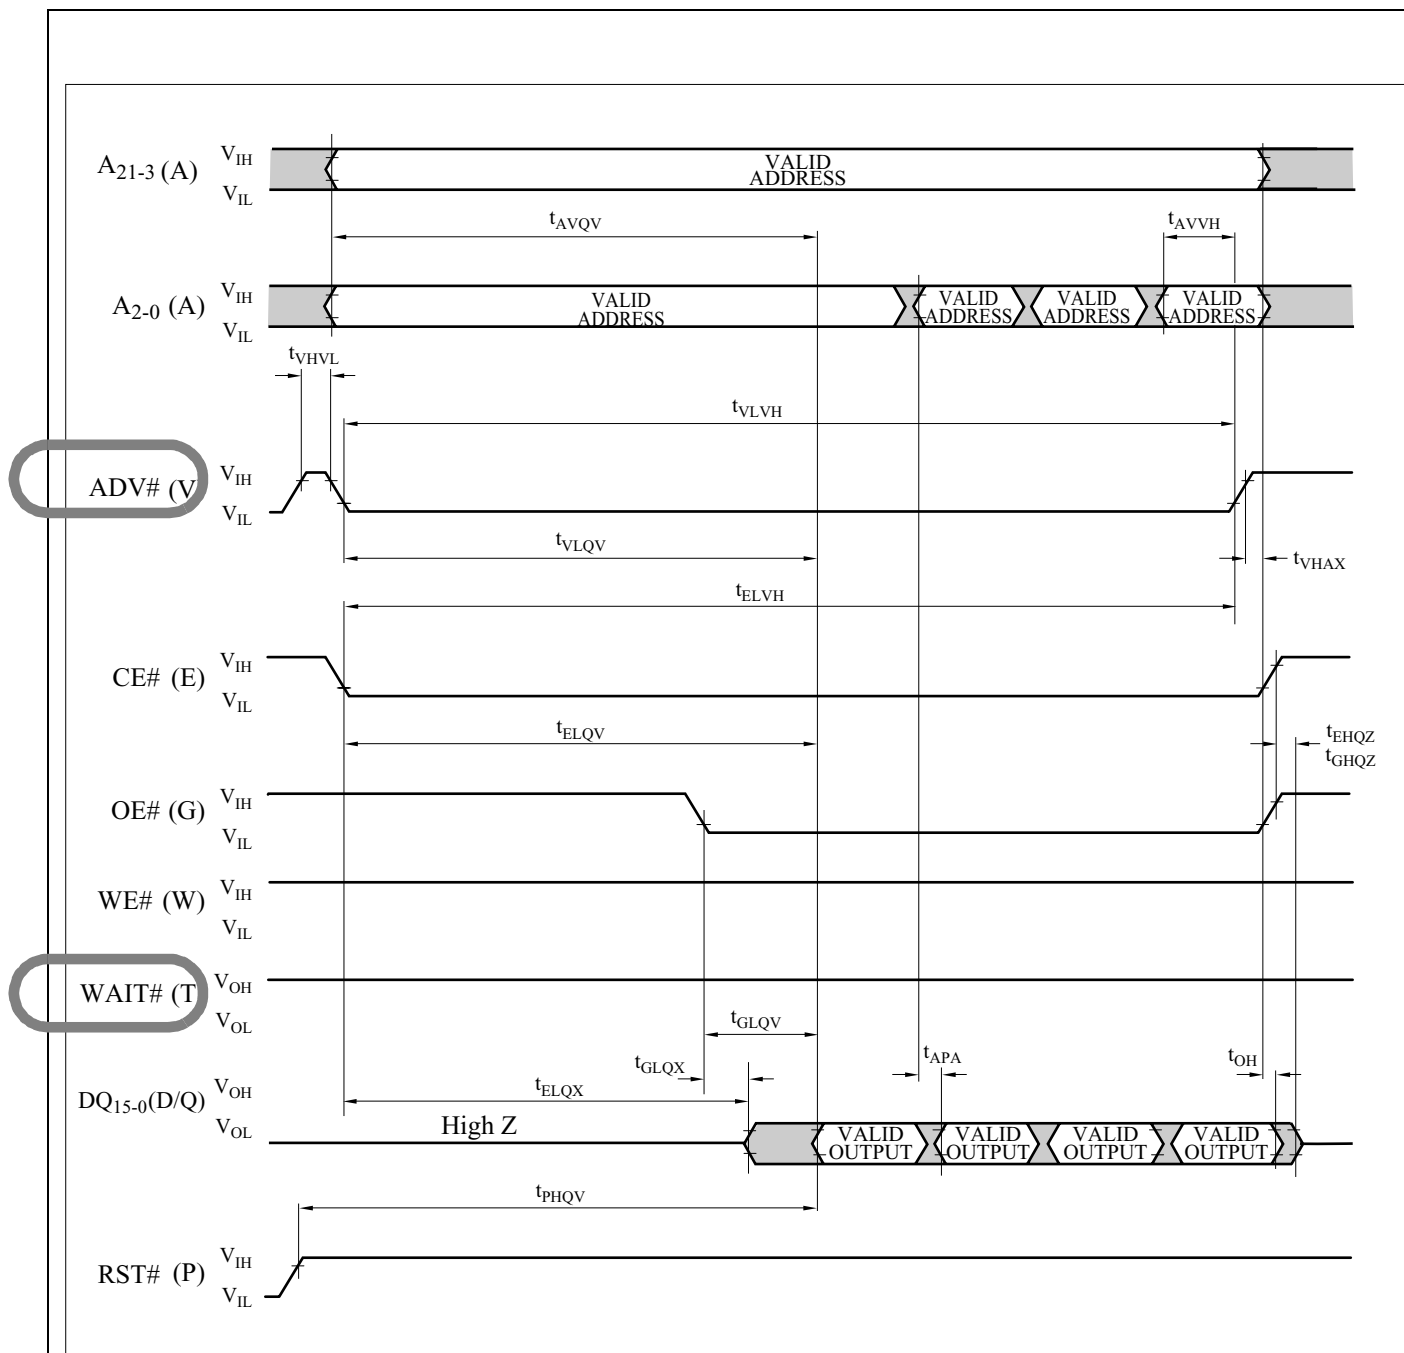 A21-3 (A)
VIH
VIL
VALID
ADDRESS
tAVQV
tAVVH
A2-0 (A)
VIH
VIL
VALID
ADDRESS
VALID
ADDRESS
VALID
ADDRESS
VALID
ADDRESS
tVHVL
tVLVH
ADV# (V
VIH
VIL
tVLQV
tVHAX
tELVH
CE# (E)
VIH
VIL
tELQV
tEHQZ
tGHQZ
OE# (G)
VIH
VIL
WE# (W)
VIH
VIL
WAIT# (T
VOH
VOL
tGLQV
tAPA
tOH
tGLQX
tELQX
DQ15-0(D/Q)
VOH
VOL
High Z
VALID
OUTPUT
VALID
OUTPUT
VALID
OUTPUT
VALID
OUTPUT
tPHQV
RST# (P)
VIH
VIL